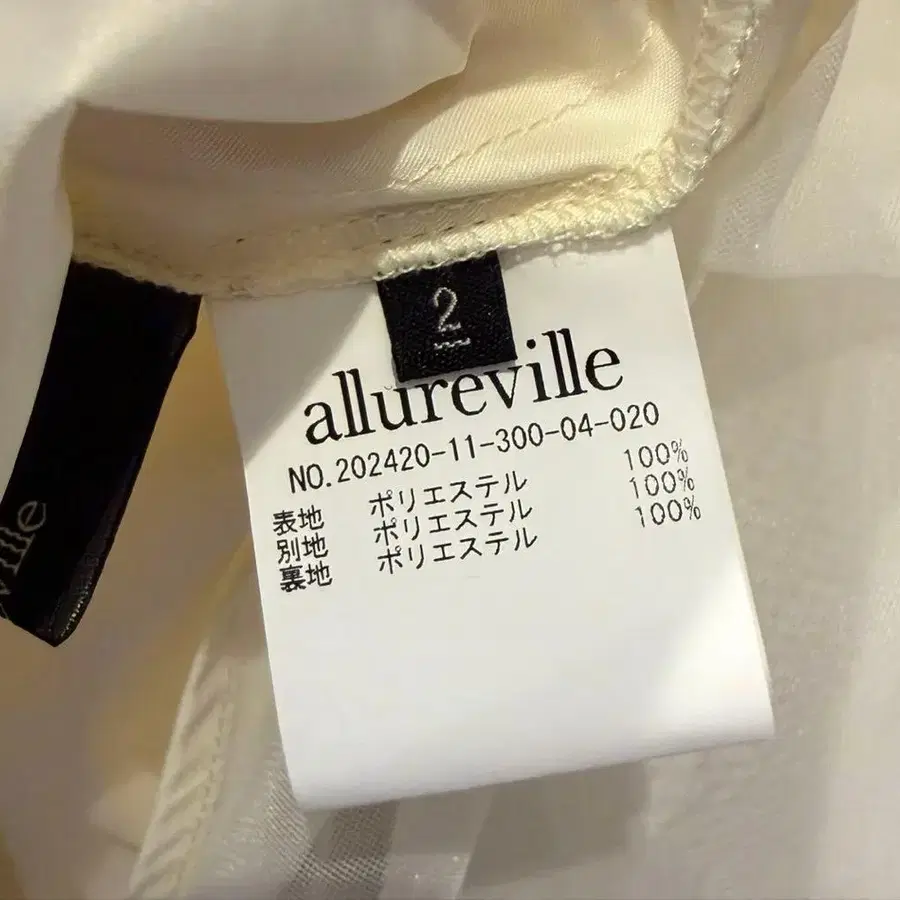 2
allureville
NO.202420-11-300-04-020
表地 ポリエステル 100%
別地 ポリエステル 100%
裏地 ポリエステル 100%
ville